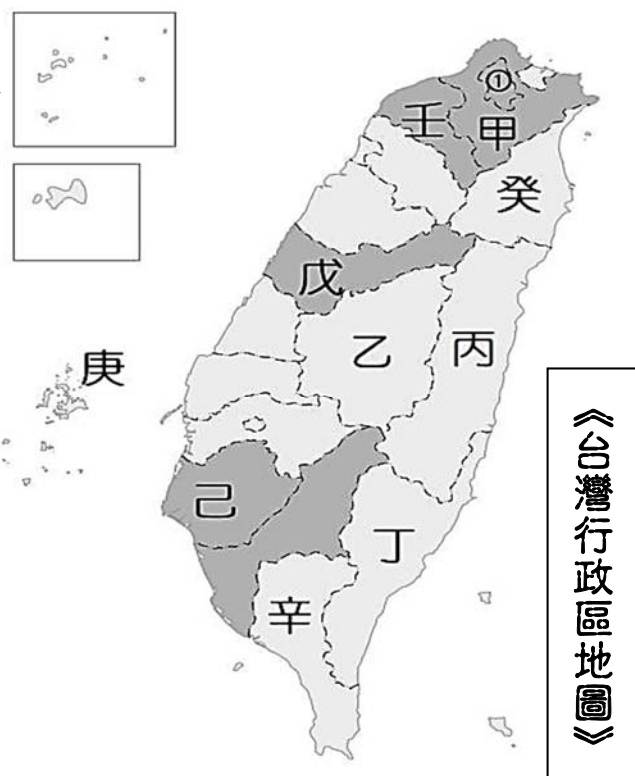 ①
壬
甲
癸
戊
乙
丙
庚
己
丁
辛
《台灣行政區地圖》